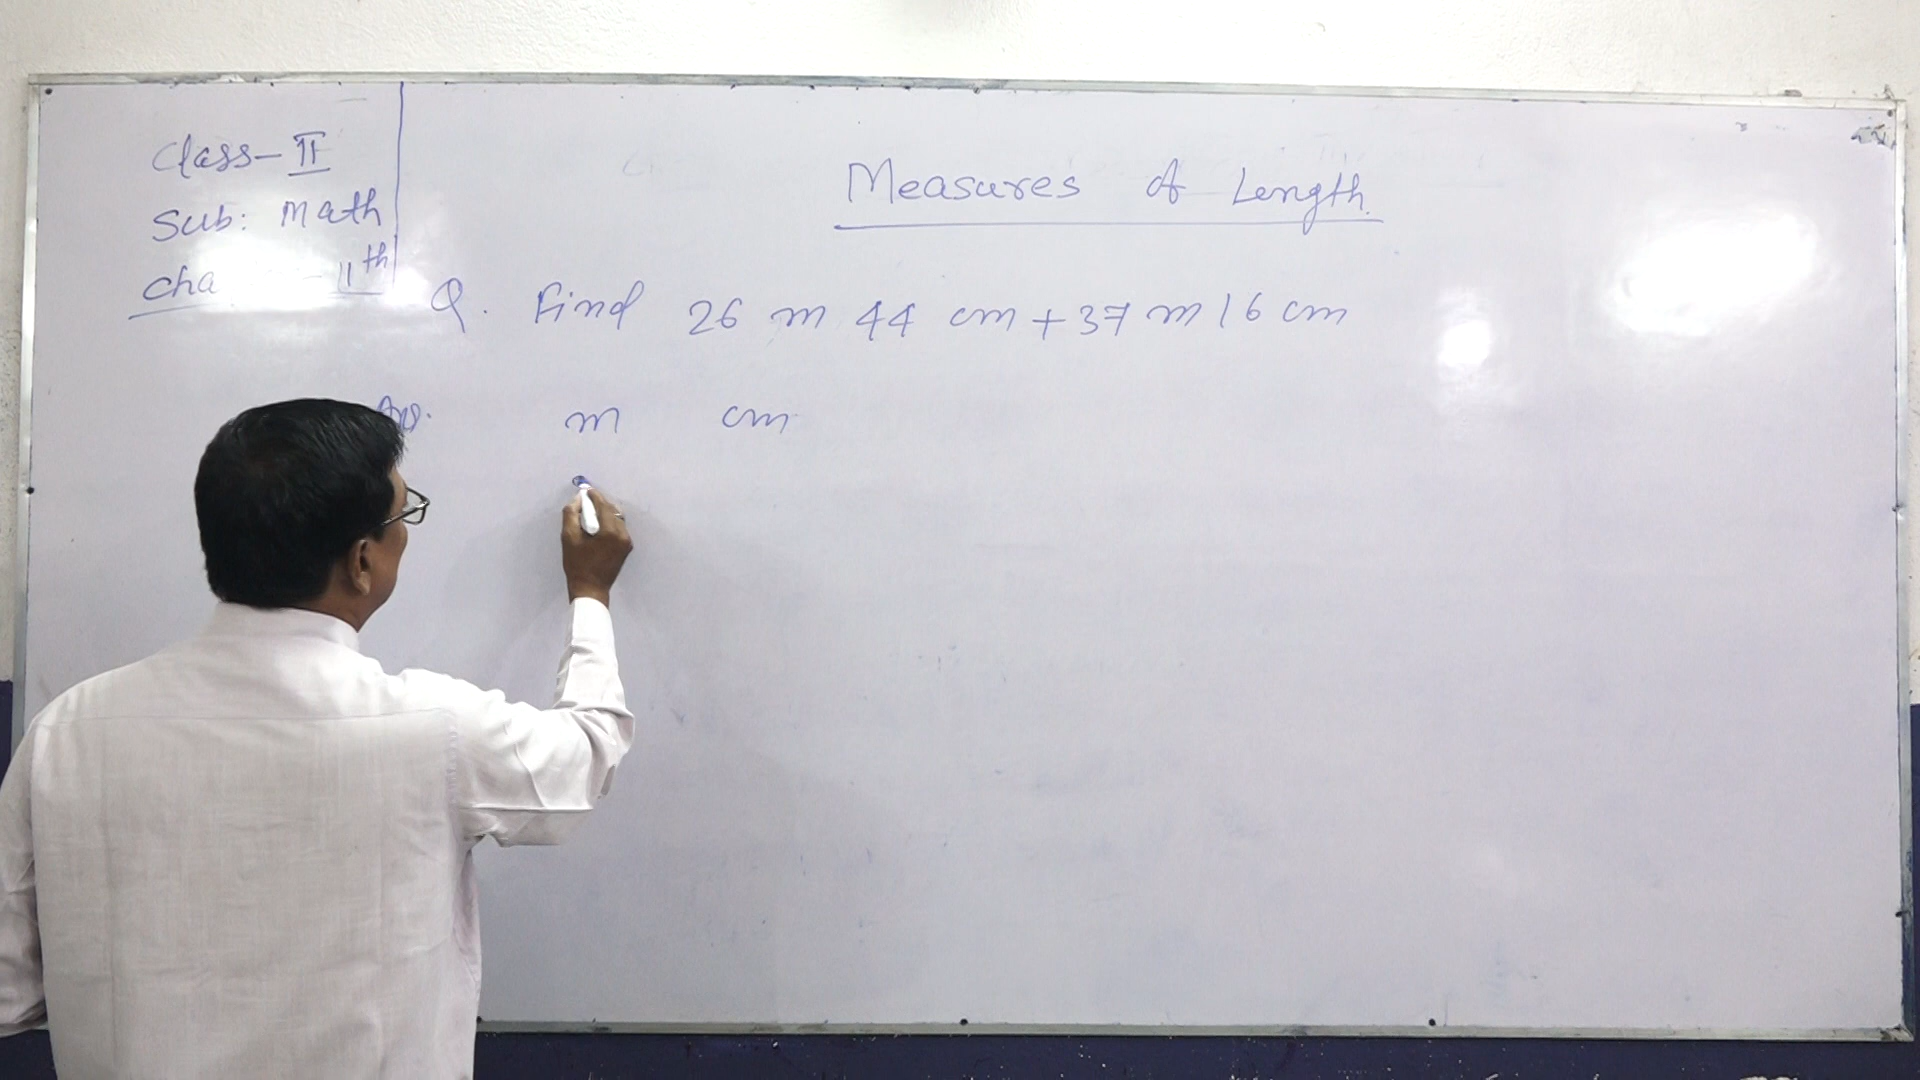 Class-II
Sub: Math
Cha - 11th
Measures of Length.
Q. Find 26 m 44 cm + 37 m 16 cm
m cm